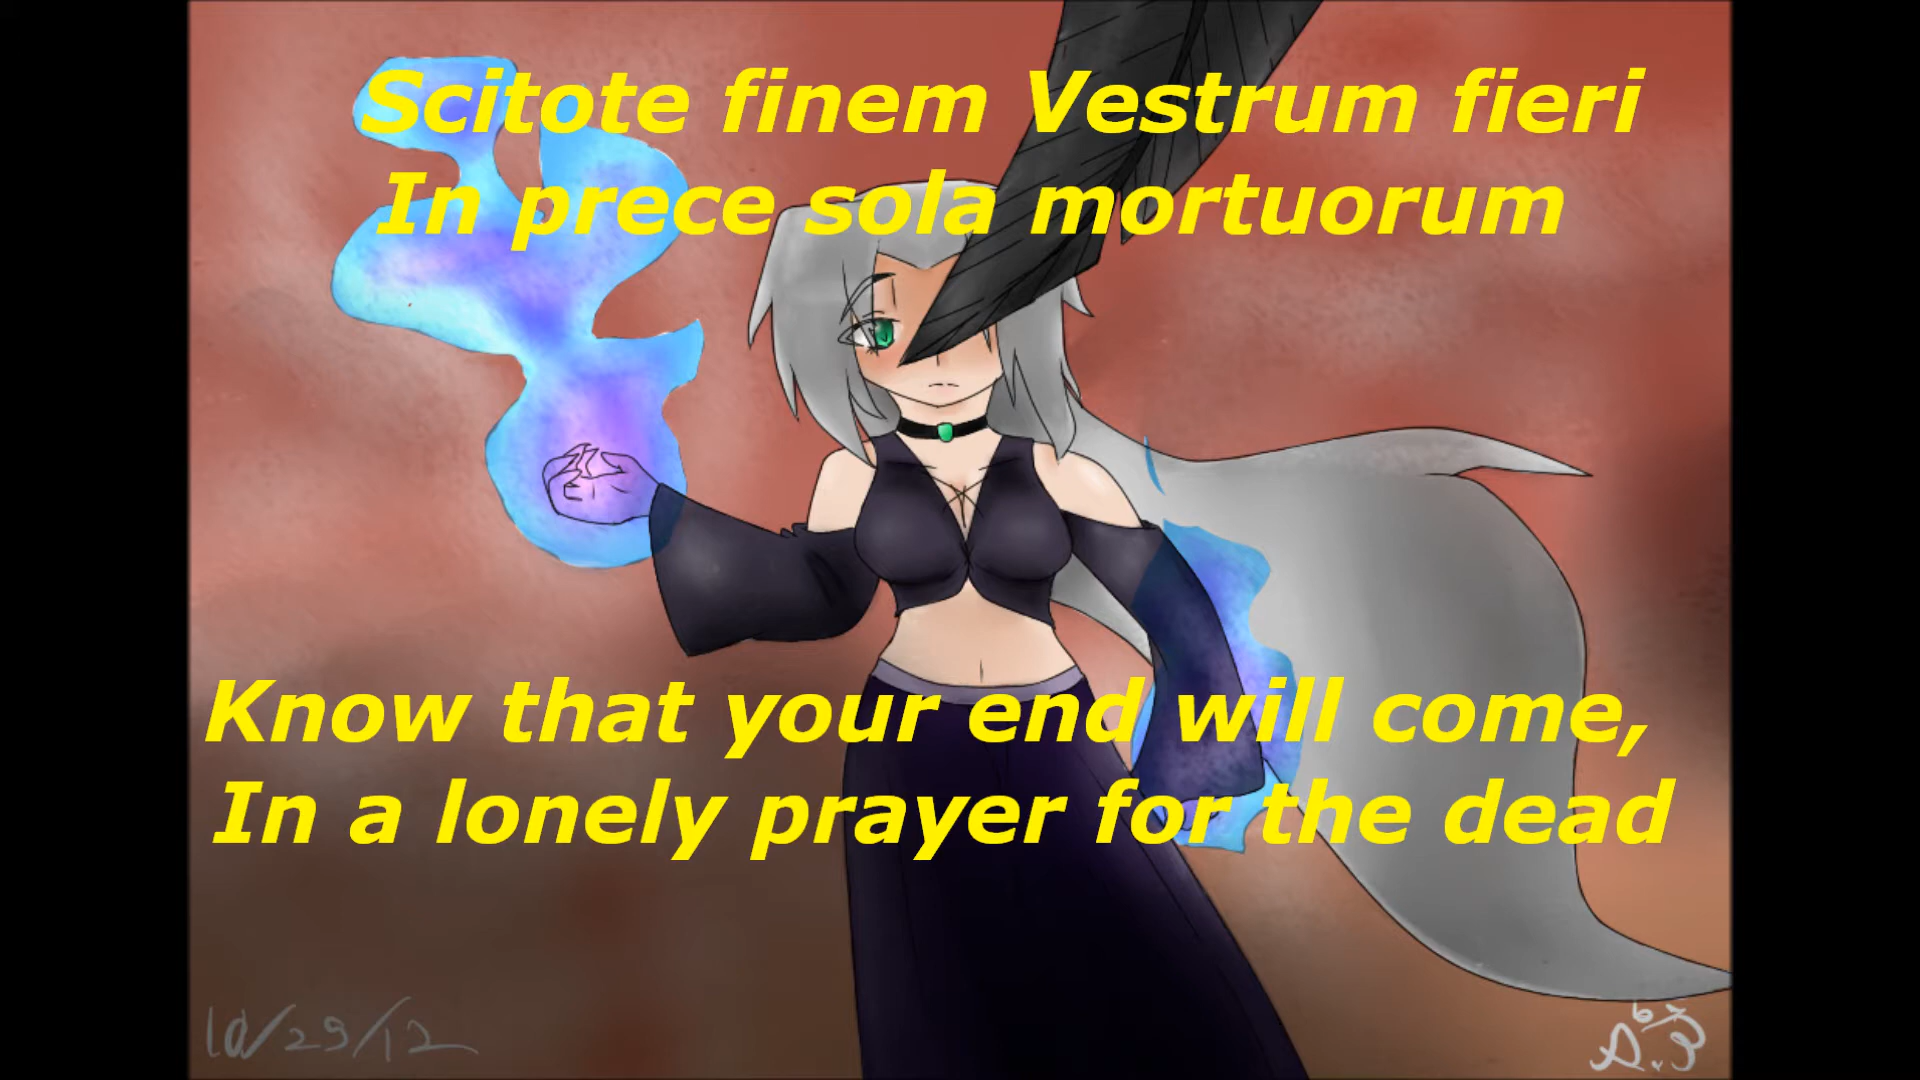 Scitote finem Vestrum fieri
In prece sola mortuorum
Know that your end will come,
In a lonely prayer for the dead
10/29/12